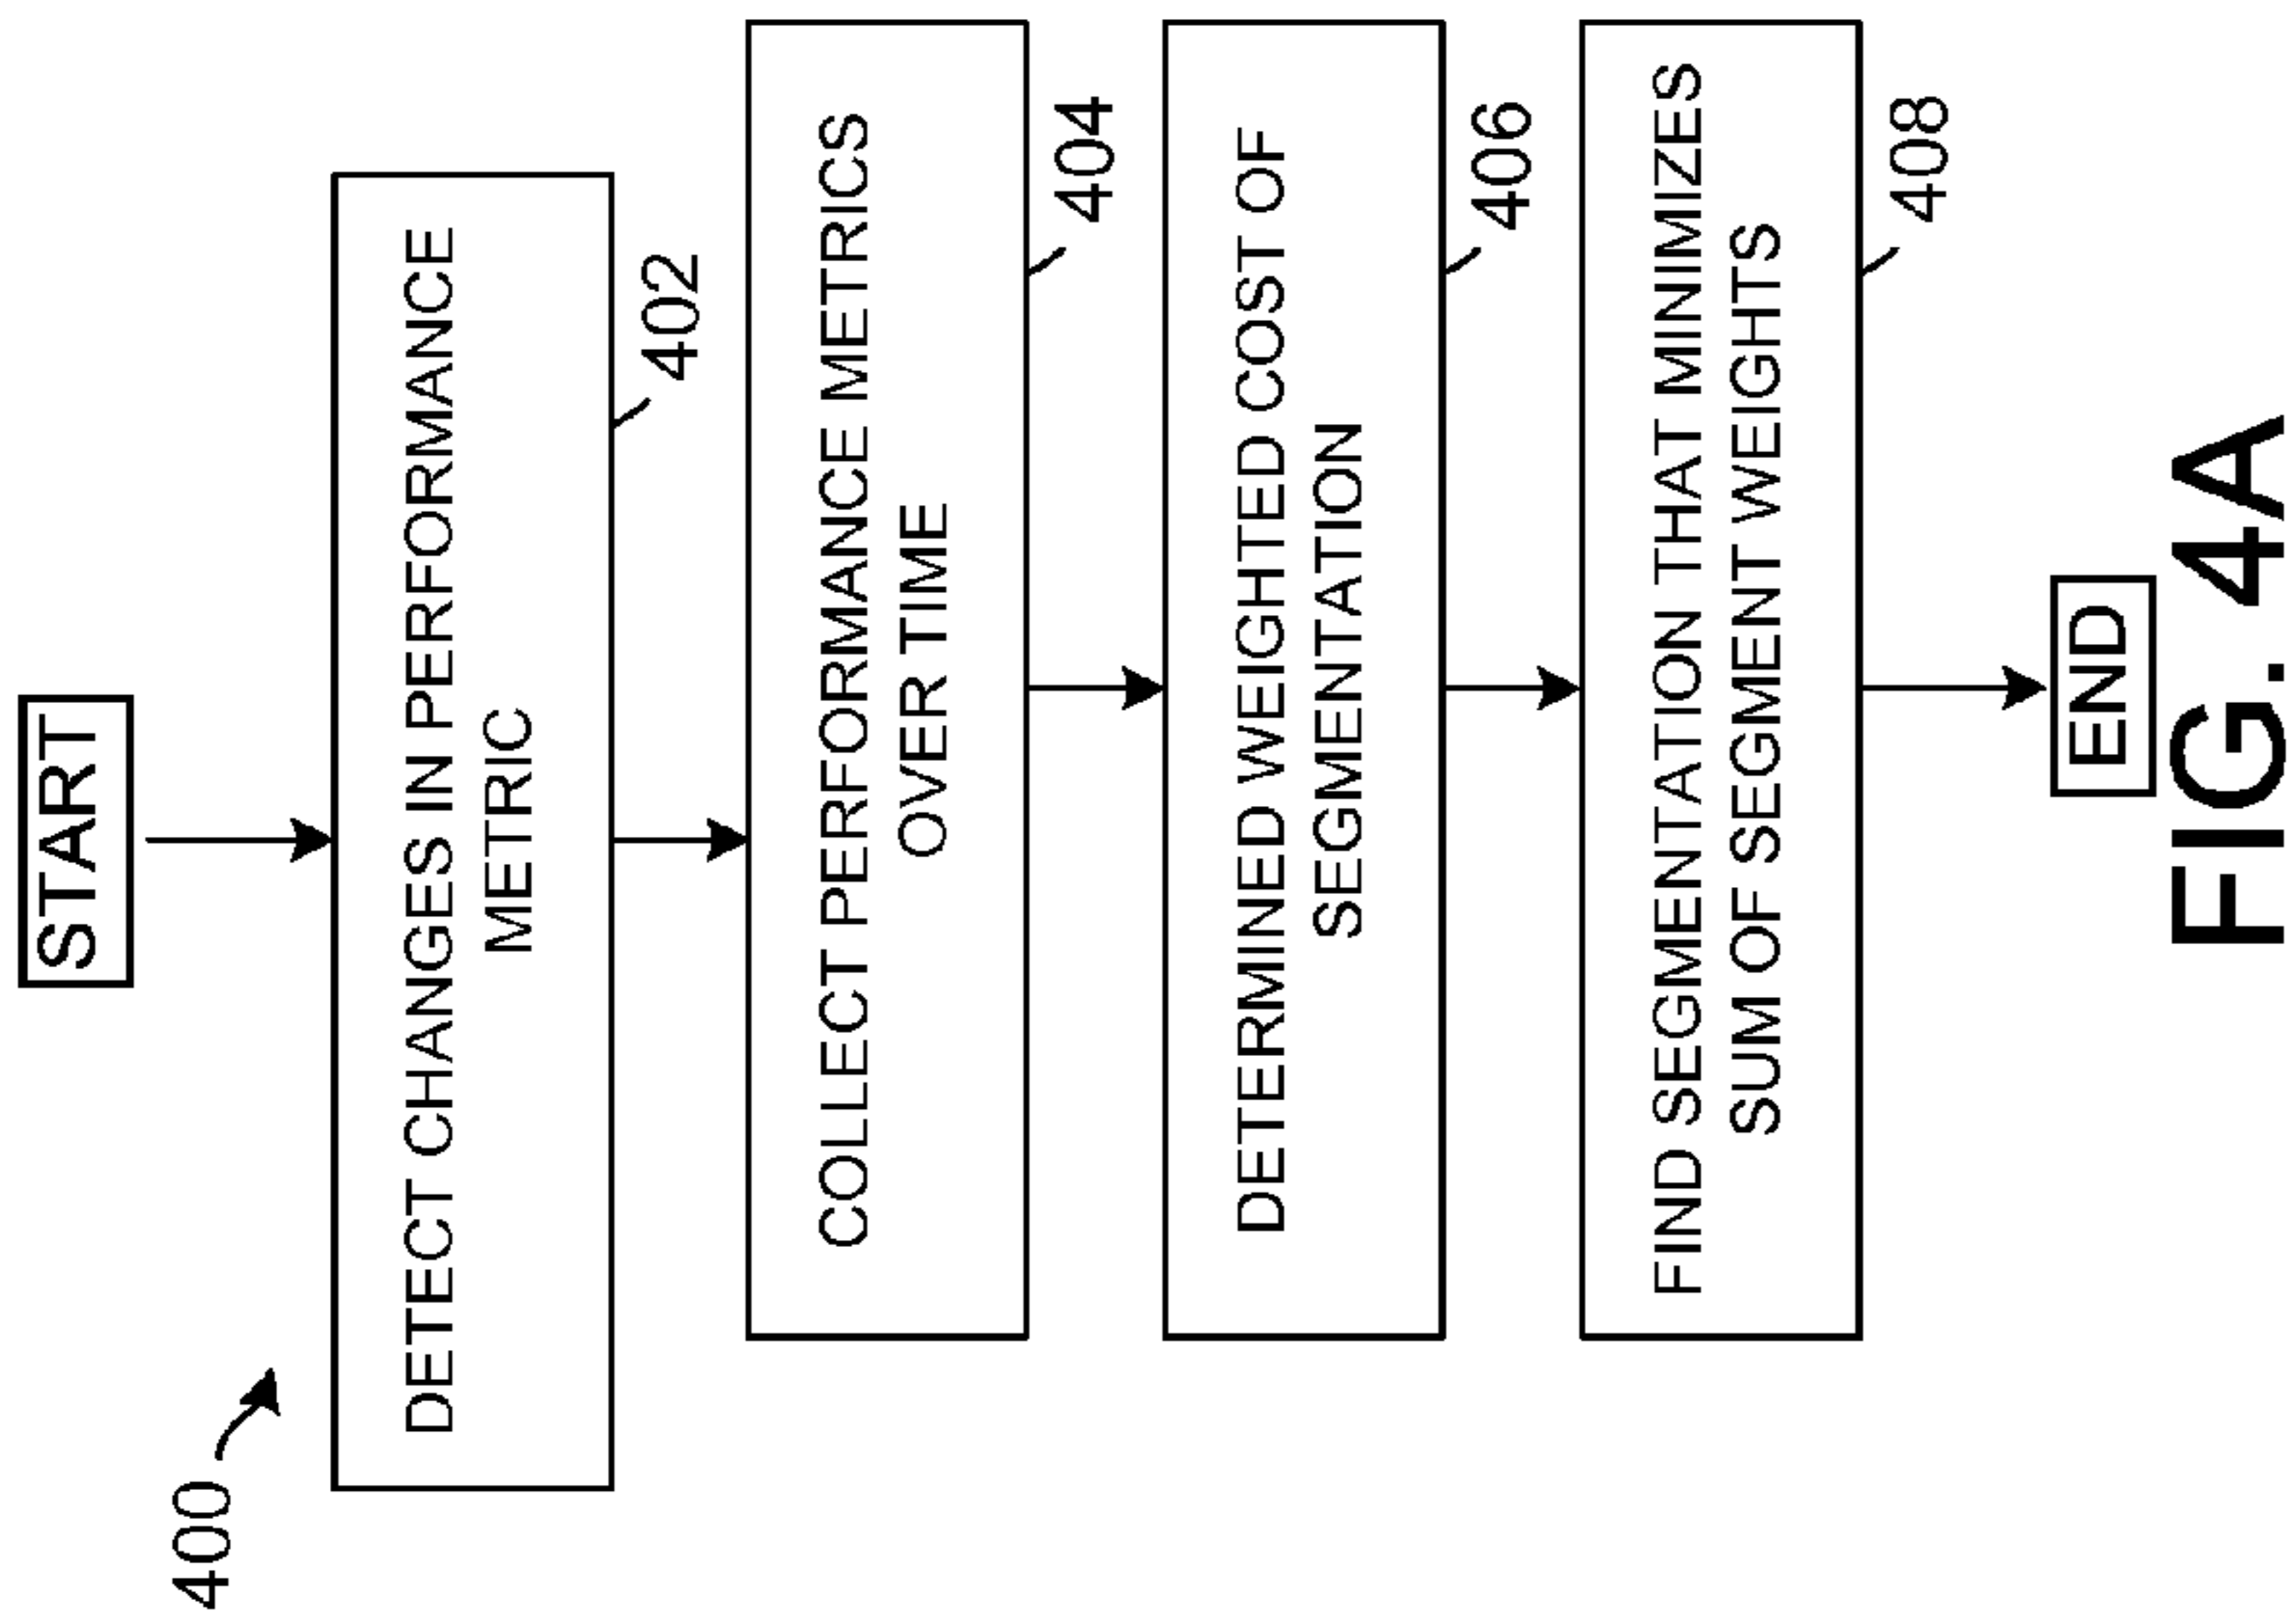 400
START
DETECT CHANGES IN PERFORMANCE
METRIC
402
COLLECT PERFORMANCE METRICS
OVER TIME
404
DETERMINED WEIGHTED COST OF
SEGMENTATION
406
FIND SEGMENTATION THAT MINIMIZES
SUM OF SEGMENT WEIGHTS
408
END
FIG. 4A